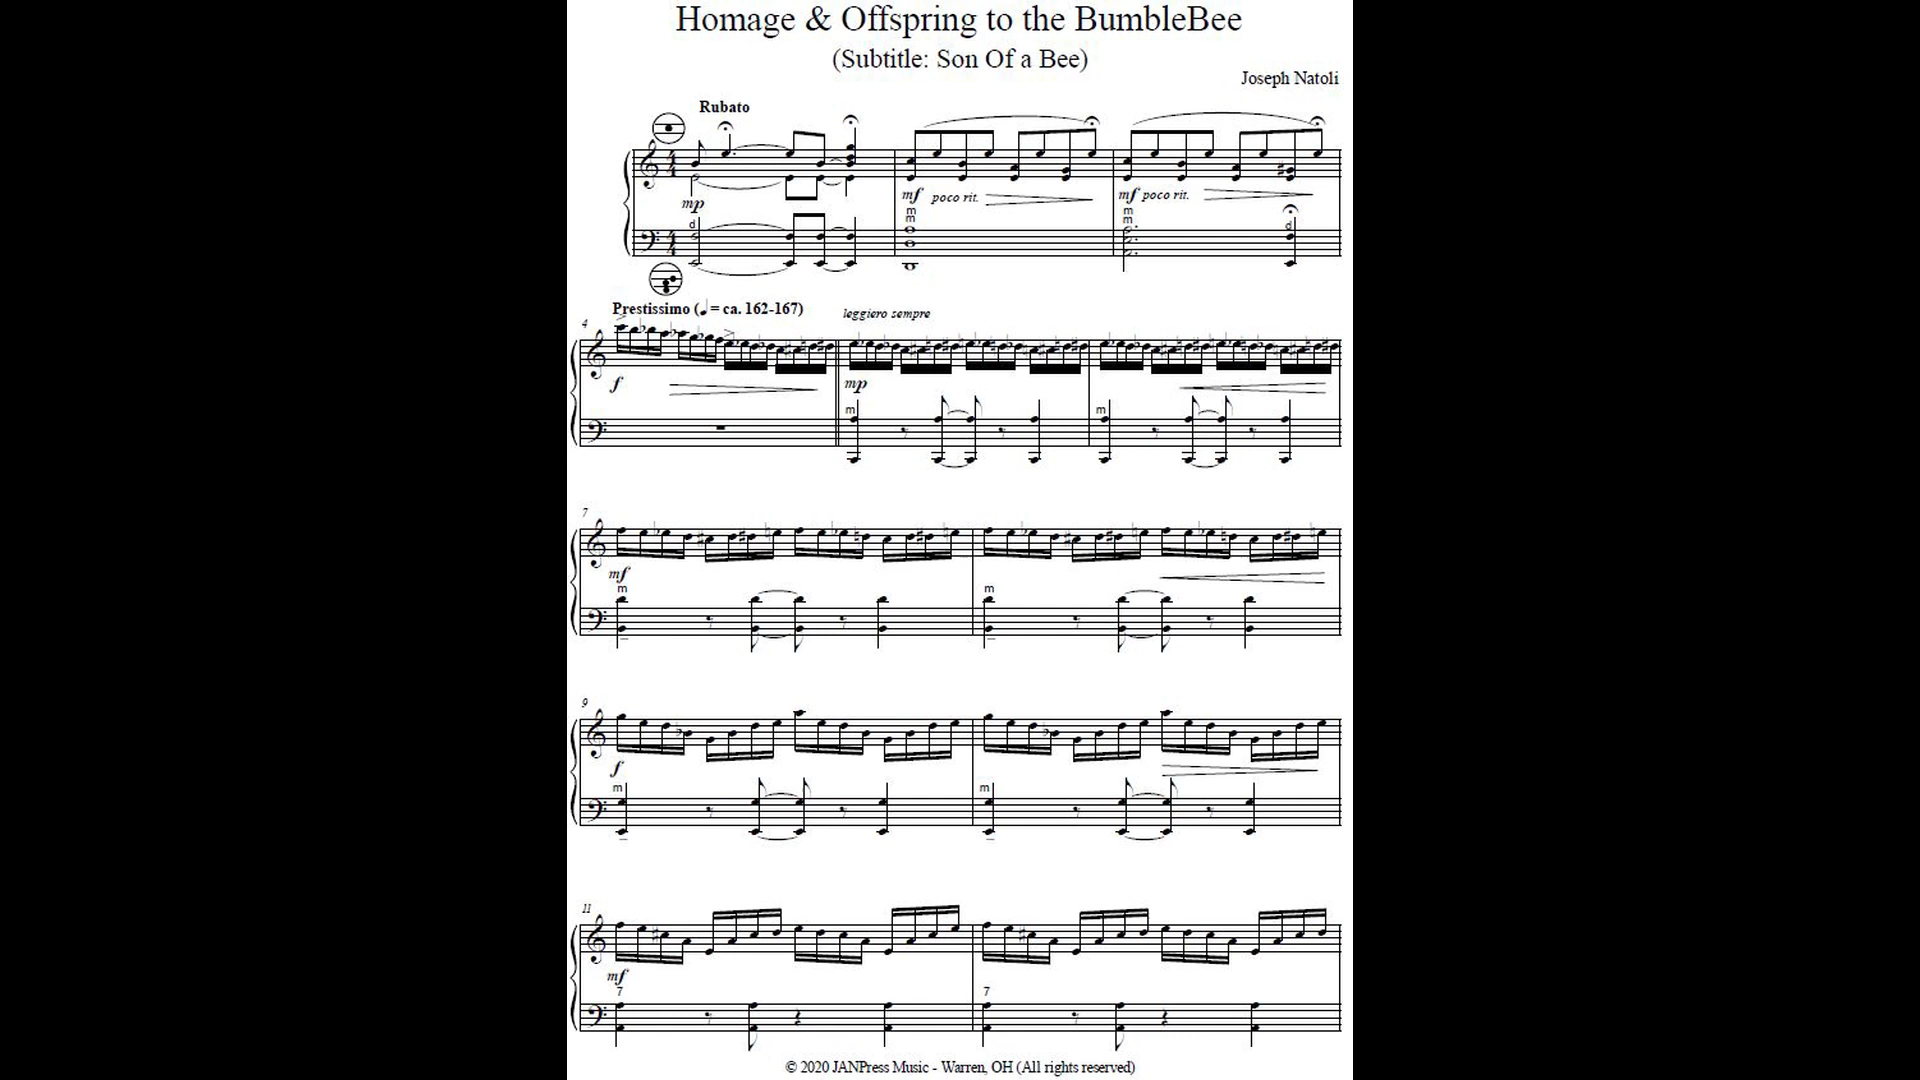 Homage & Offspring to the BumbleBee
(Subtitle: Son Of a Bee)
Joseph Natoli
Rubato
mp
mf poco rit.
mf poco rit.
d
m
m
m
m
d
4
Prestissimo (♩= ca. 162-167)
leggiero sempre
f
mp
m
m
7
mf
m
m
9
f
m
m
11
mf
7
7
© 2020 JANPress Music - Warren, OH (All rights reserved)